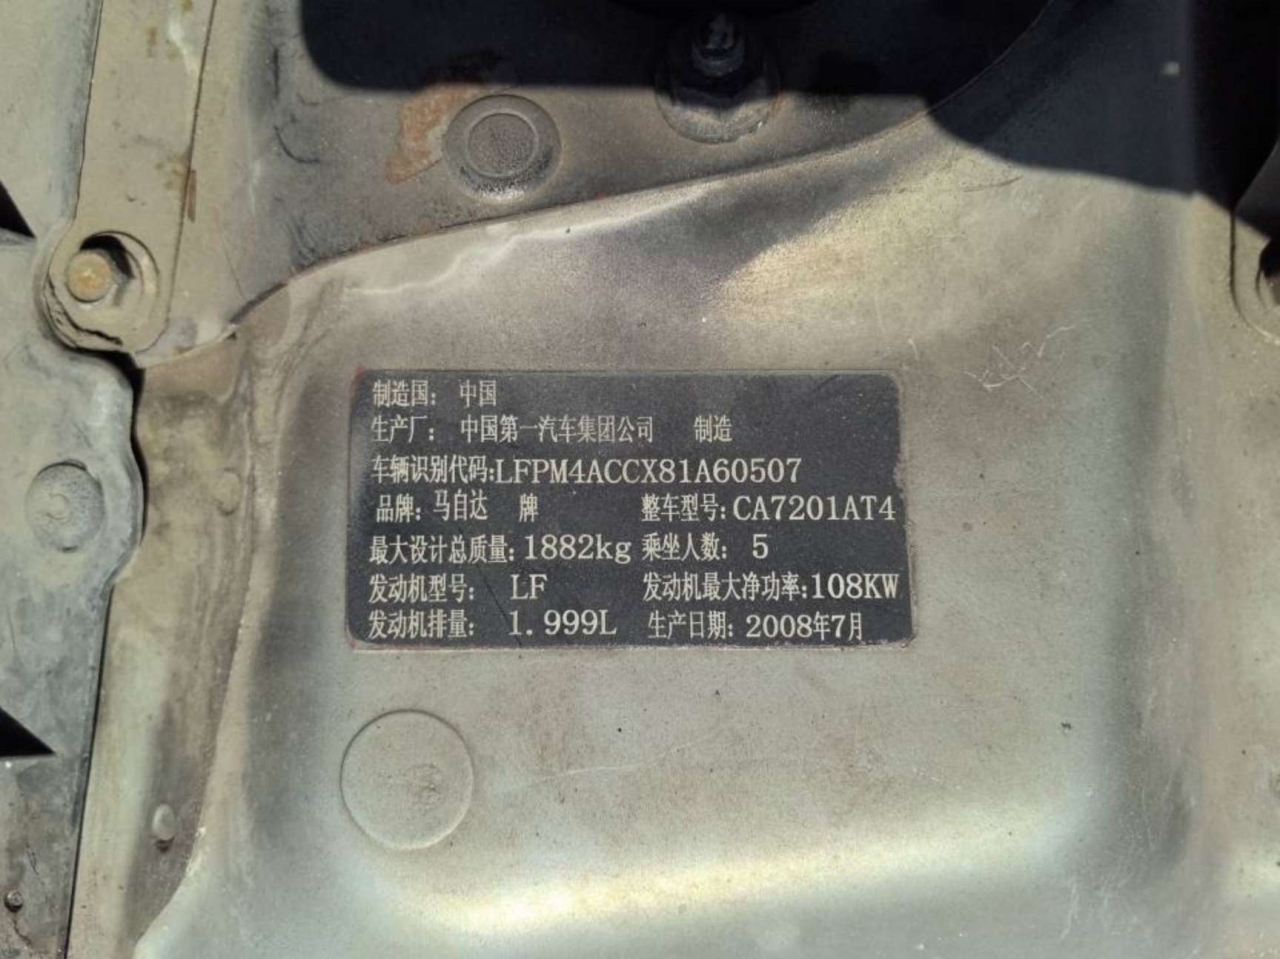 制造国： 中国
生产厂： 中国第一汽车集团公司 制造
车辆识别代码:LFPM4ACCX81A60507
品牌: 马自达 牌 整车型号: CA7201AT4
最大设计总质量: 1882kg 乘坐人数: 5
发动机型号: LF 发动机最大净功率: 108KW
发动机排量: 1.999L 生产日期: 2008年7月